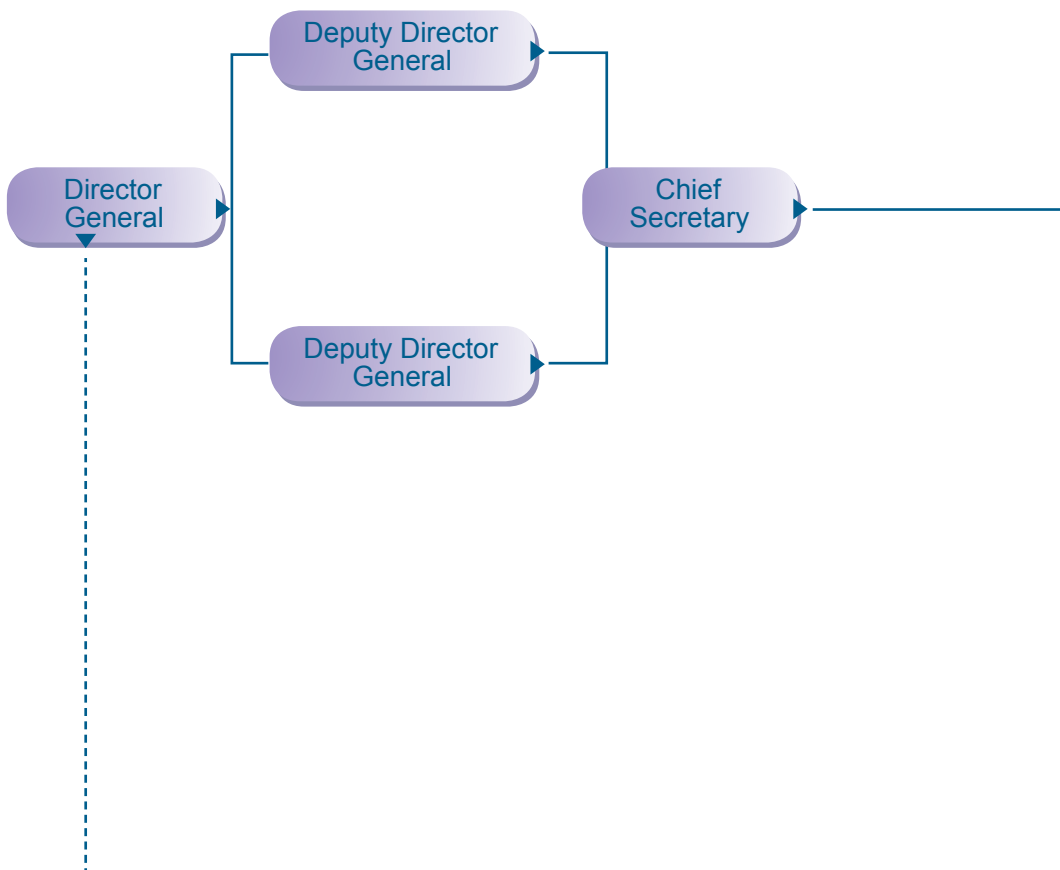 Deputy Director
General
Director
General
Chief
Secretary
Deputy Director
General